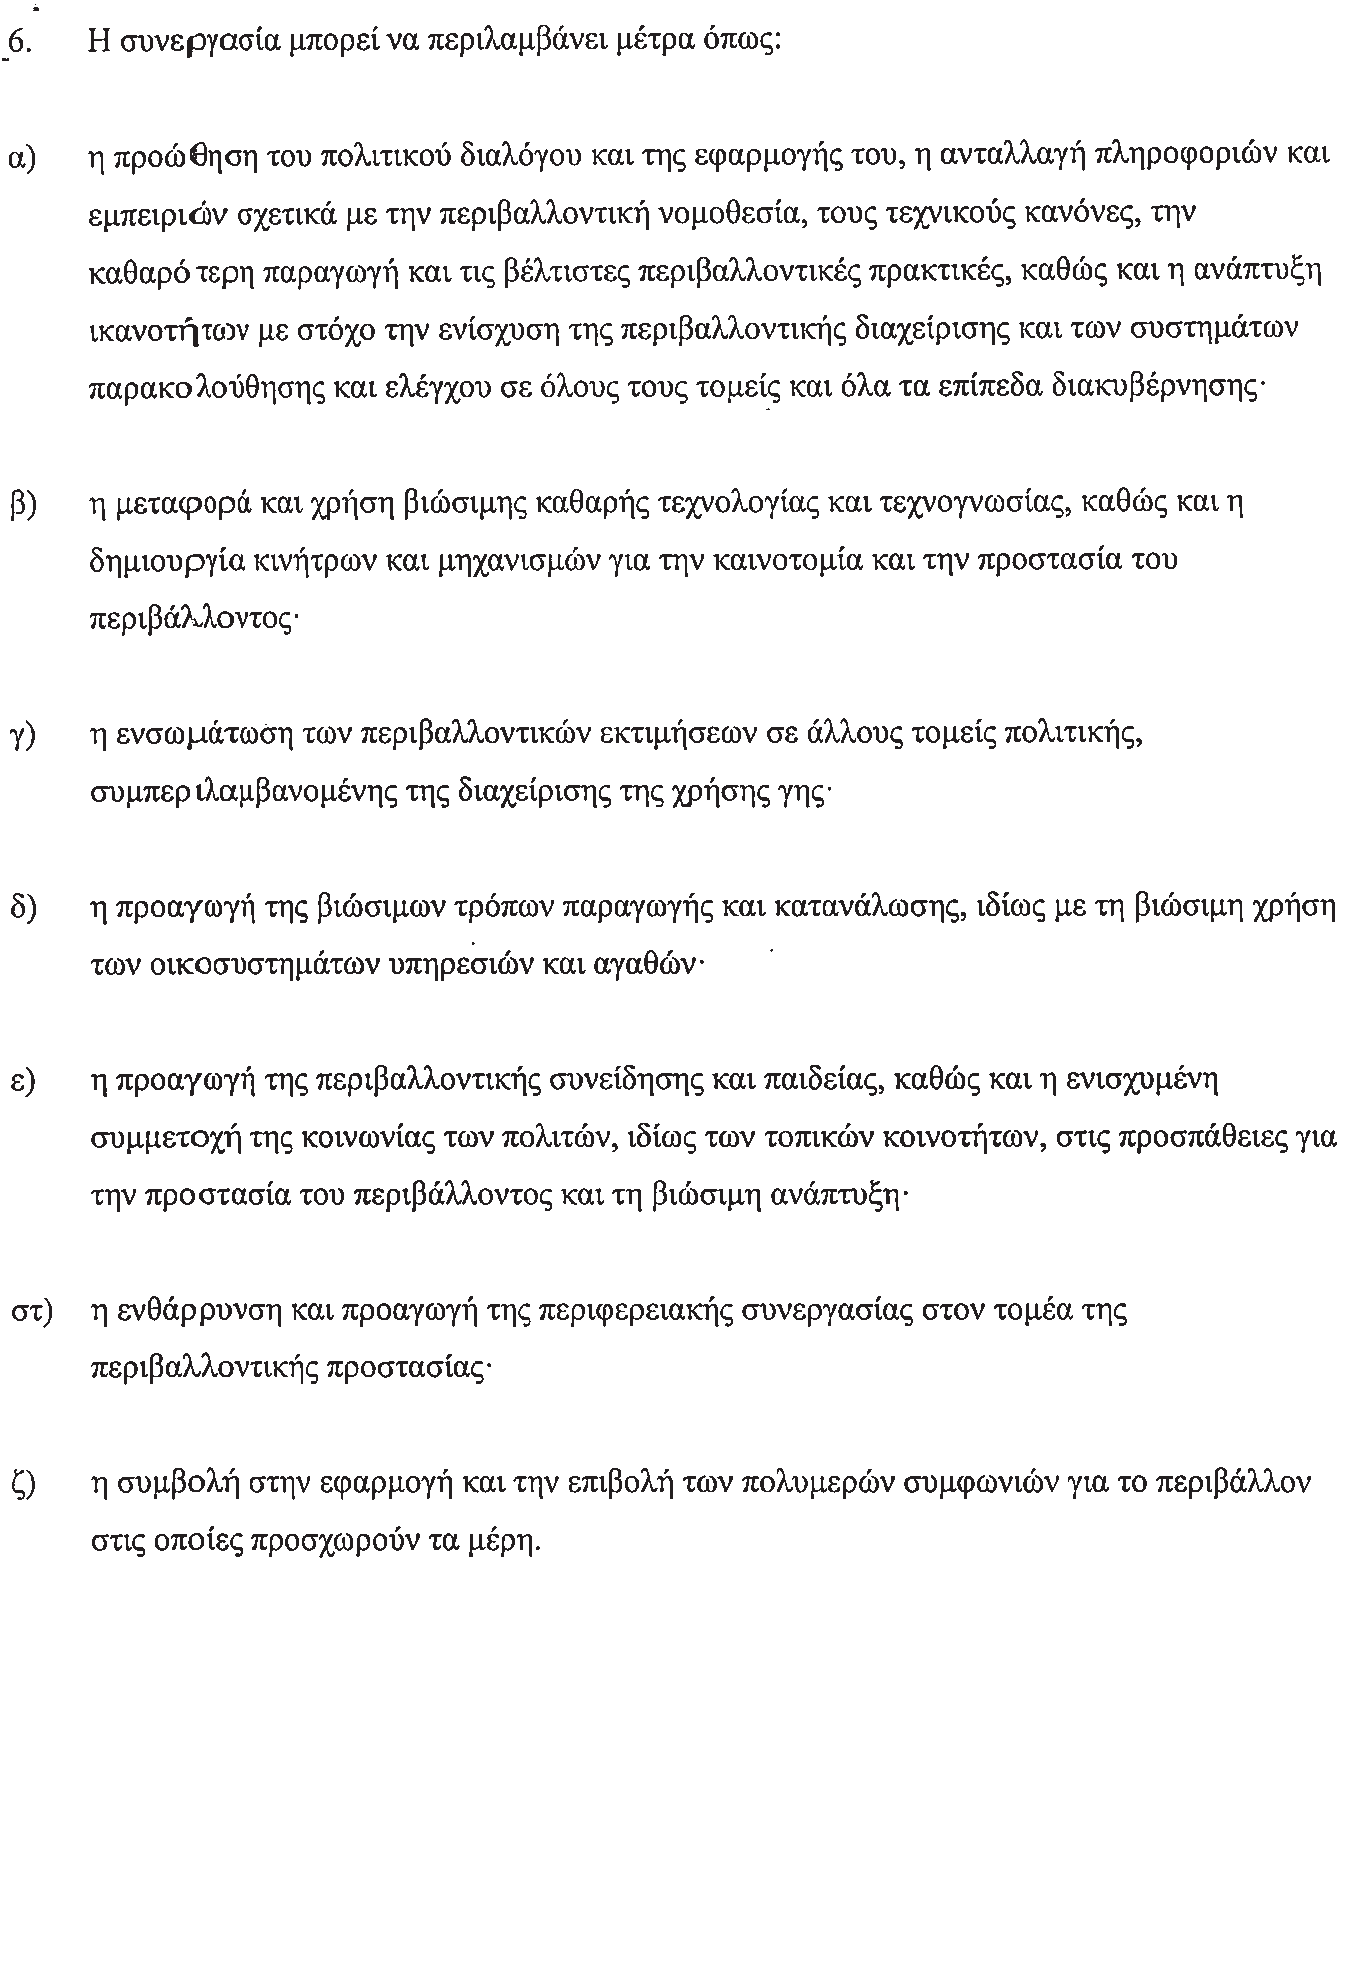 6. Η συνεργασία μπορεί να περιλαμβάνει μέτρα όπως:
α) η προώθηση του πολιτικού διαλόγου και της εφαρμογής του, η ανταλλαγή πληροφοριών και
εμπειριών σχετικά με την περιβαλλοντική νομοθεσία, τους τεχνικούς κανόνες, την
καθαρότερη παραγωγή και τις βέλτιστες περιβαλλοντικές πρακτικές, καθώς και η ανάπτυξη
ικανοτήτων με στόχο την ενίσχυση της περιβαλλοντικής διαχείρισης και των συστημάτων
παρακολούθησης και ελέγχου σε όλους τους τομείς και όλα τα επίπεδα διακυβέρνησης·
β) η μεταφορά και χρήση βιώσιμης καθαρής τεχνολογίας και τεχνογνωσίας, καθώς και η
δημιουργία κινήτρων και μηχανισμών για την καινοτομία και την προστασία του
περιβάλλοντος·
γ) η ενσωμάτωση των περιβαλλοντικών εκτιμήσεων σε άλλους τομείς πολιτικής,
συμπεριλαμβανομένης της διαχείρισης της χρήσης γης·
δ) η προαγωγή της βιώσιμων τρόπων παραγωγής και κατανάλωσης, ιδίως με τη βιώσιμη χρήση
των οικοσυστημάτων υπηρεσιών και αγαθών·
ε) η προαγωγή της περιβαλλοντικής συνείδησης και παιδείας, καθώς και η ενισχυμένη
συμμετοχή της κοινωνίας των πολιτών, ιδίως των τοπικών κοινοτήτων, στις προσπάθειες για
την προστασία του περιβάλλοντος και τη βιώσιμη ανάπτυξη·
στ) η ενθάρρυνση και προαγωγή της περιφερειακής συνεργασίας στον τομέα της
περιβαλλοντικής προστασίας·
ζ) η συμβολή στην εφαρμογή και την επιβολή των πολυμερών συμφωνιών για το περιβάλλον
στις οποίες προσχωρούν τα μέρη.